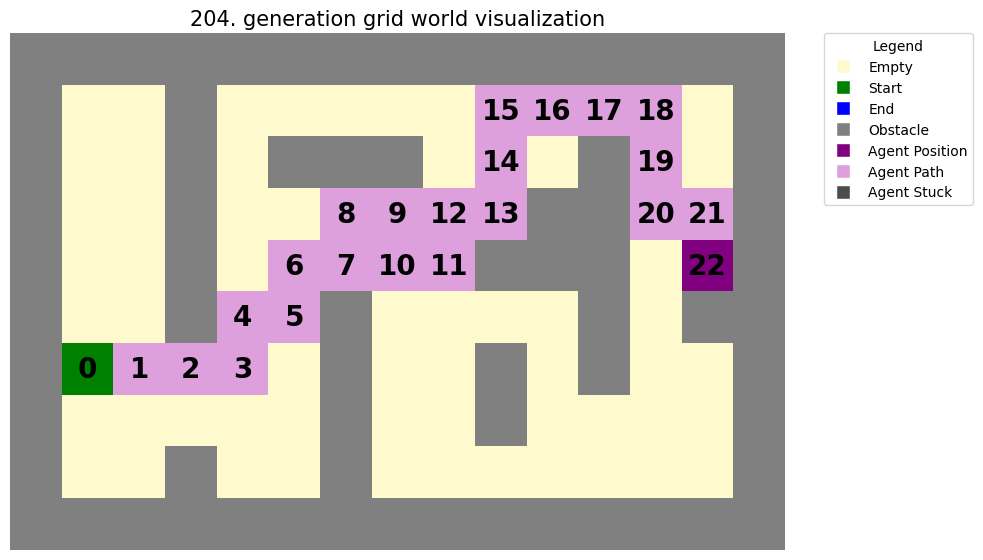 204. generation grid world visualization
Legend
Empty
Start
End
Obstacle
Agent Position
Agent Path
Agent Stuck
15 16 17 18
14 19
8 9 12 13 20 21
6 7 10 11 22
4 5
0 1 2 3